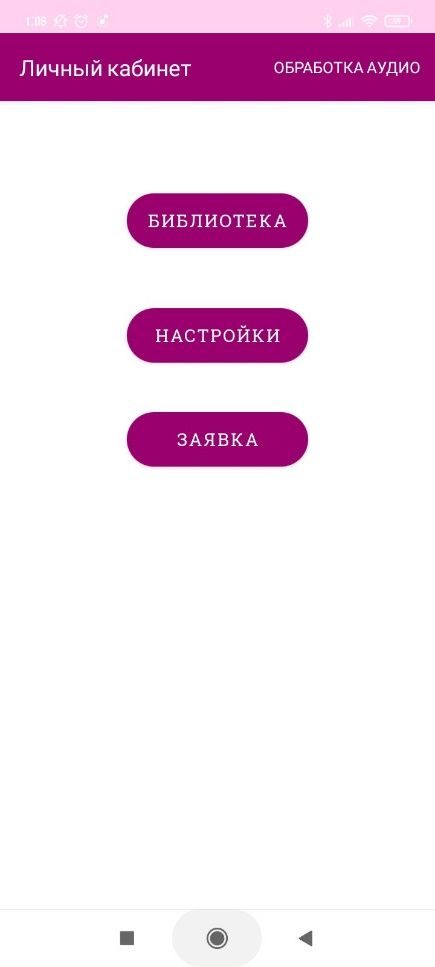 1:08
Личный кабинет
ОБРАБОТКА АУДИО
БИБЛИОТЕКА
НАСТРОЙКИ
ЗАЯВКА